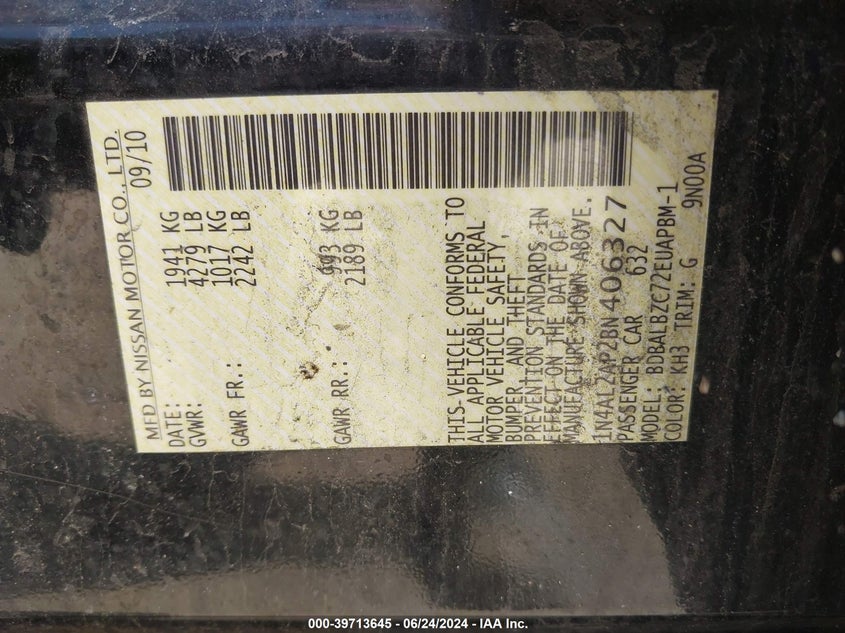 MFD BY NISSAN MOTOR CO., LTD.
DATE: 09/10
GVWR: 1941 KG
4279 LB
GAWR FR.: 1017 KG
2242 LB
GAWR RR.: 993 KG
2189 LB
THIS VEHICLE CONFORMS TO
ALL APPLICABLE FEDERAL
MOTOR VEHICLE SAFETY,
BUMPER AND THEFT
PREVENTION STANDARDS IN
EFFECT ON THE DATE OF
MANUFACTURE SHOWN ABOVE.
1N4AL2AP2BN406327
PASSENGER CAR 632
MODEL: BDBALBZC72EUAPBM-1
COLOR: KH3 TRIM: G 9N00A
000-39713645 - 06/24/2024 - IAA Inc.